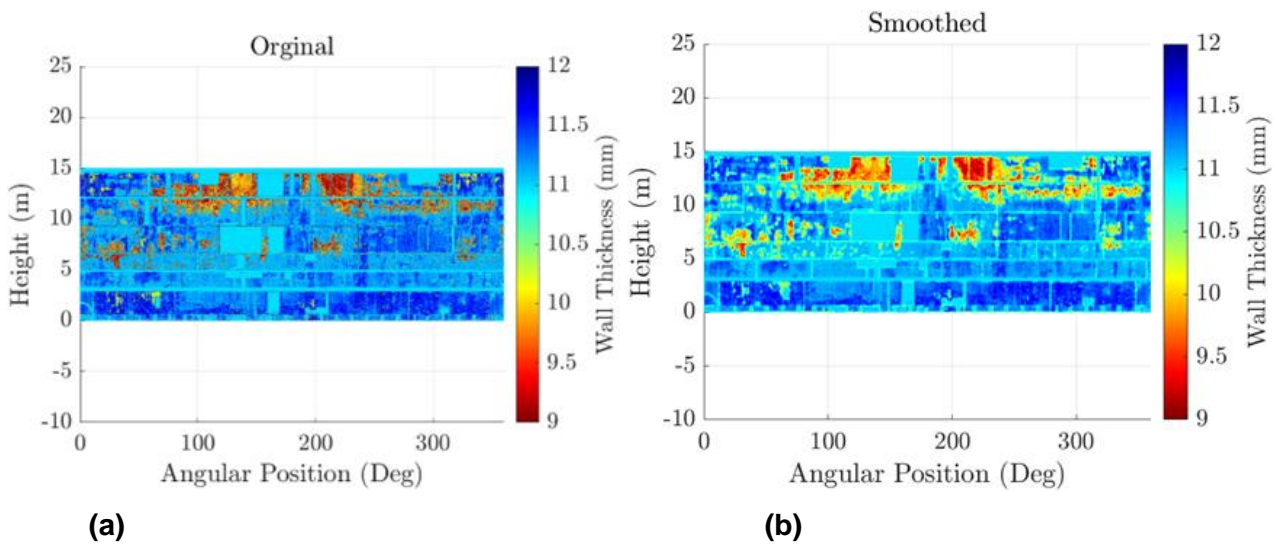 Orginal
25
20
15
10
5
0
-5
-10
0 100 200 300
Height (m)
Angular Position (Deg)
12
11.5
11
10.5
10
9.5
9
Wall Thickness (mm)
(a)
Smoothed
25
20
15
10
5
0
-5
-10
0 100 200 300
Height (m)
Angular Position (Deg)
12
11.5
11
10.5
10
9.5
9
Wall Thickness (mm)
(b)